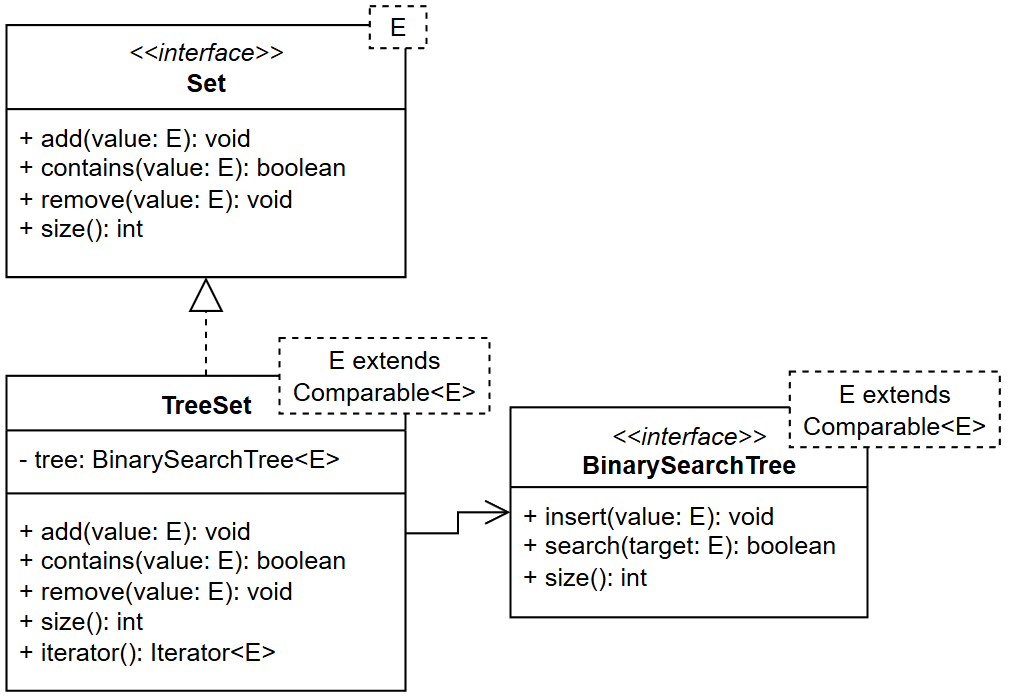 E
<<interface>>
Set
+ add(value: E): void
+ contains(value: E): boolean
+ remove(value: E): void
+ size(): int
E extends
Comparable<E>
TreeSet
- tree: BinarySearchTree<E>
+ add(value: E): void
+ contains(value: E): boolean
+ remove(value: E): void
+ size(): int
+ iterator(): Iterator<E>
E extends
Comparable<E>
<<interface>>
BinarySearchTree
+ insert(value: E): void
+ search(target: E): boolean
+ size(): int